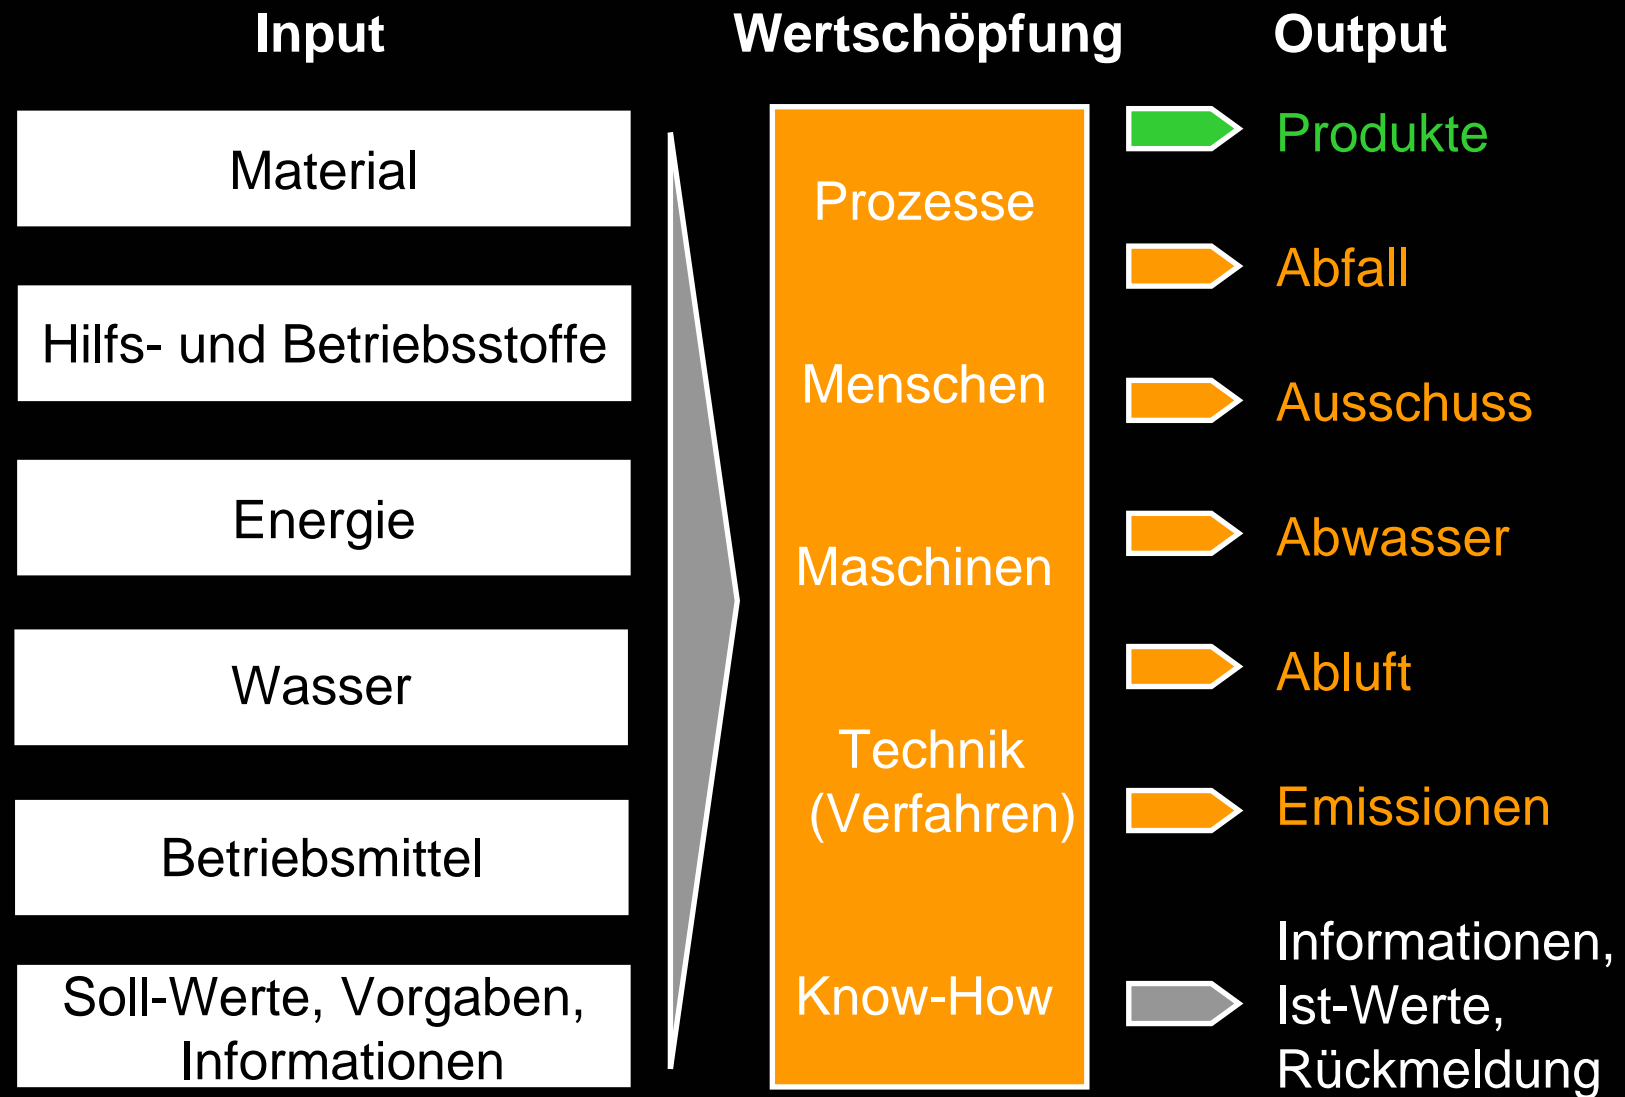 Input
Wertschöpfung
Output
Material
Hilfs- und Betriebsstoffe
Energie
Wasser
Betriebsmittel
Soll-Werte, Vorgaben,
Informationen
Prozesse
Menschen
Maschinen
Technik
(Verfahren)
Know-How
Produkte
Abfall
Ausschuss
Abwasser
Abluft
Emissionen
Informationen,
Ist-Werte,
Rückmeldung